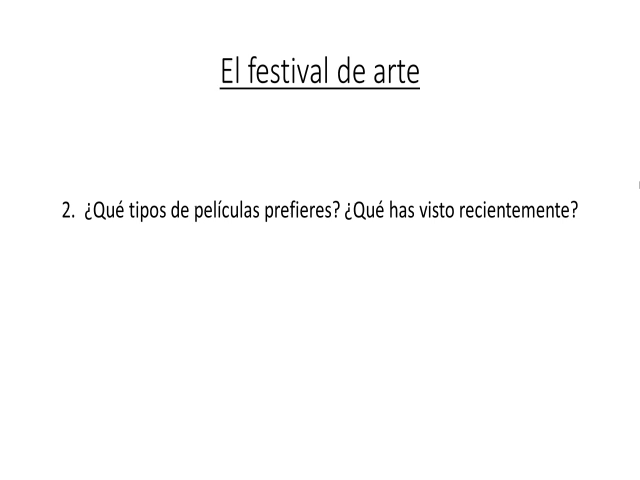 El festival de arte
2. ¿Qué tipos de películas prefieres? ¿Qué has visto recientemente?